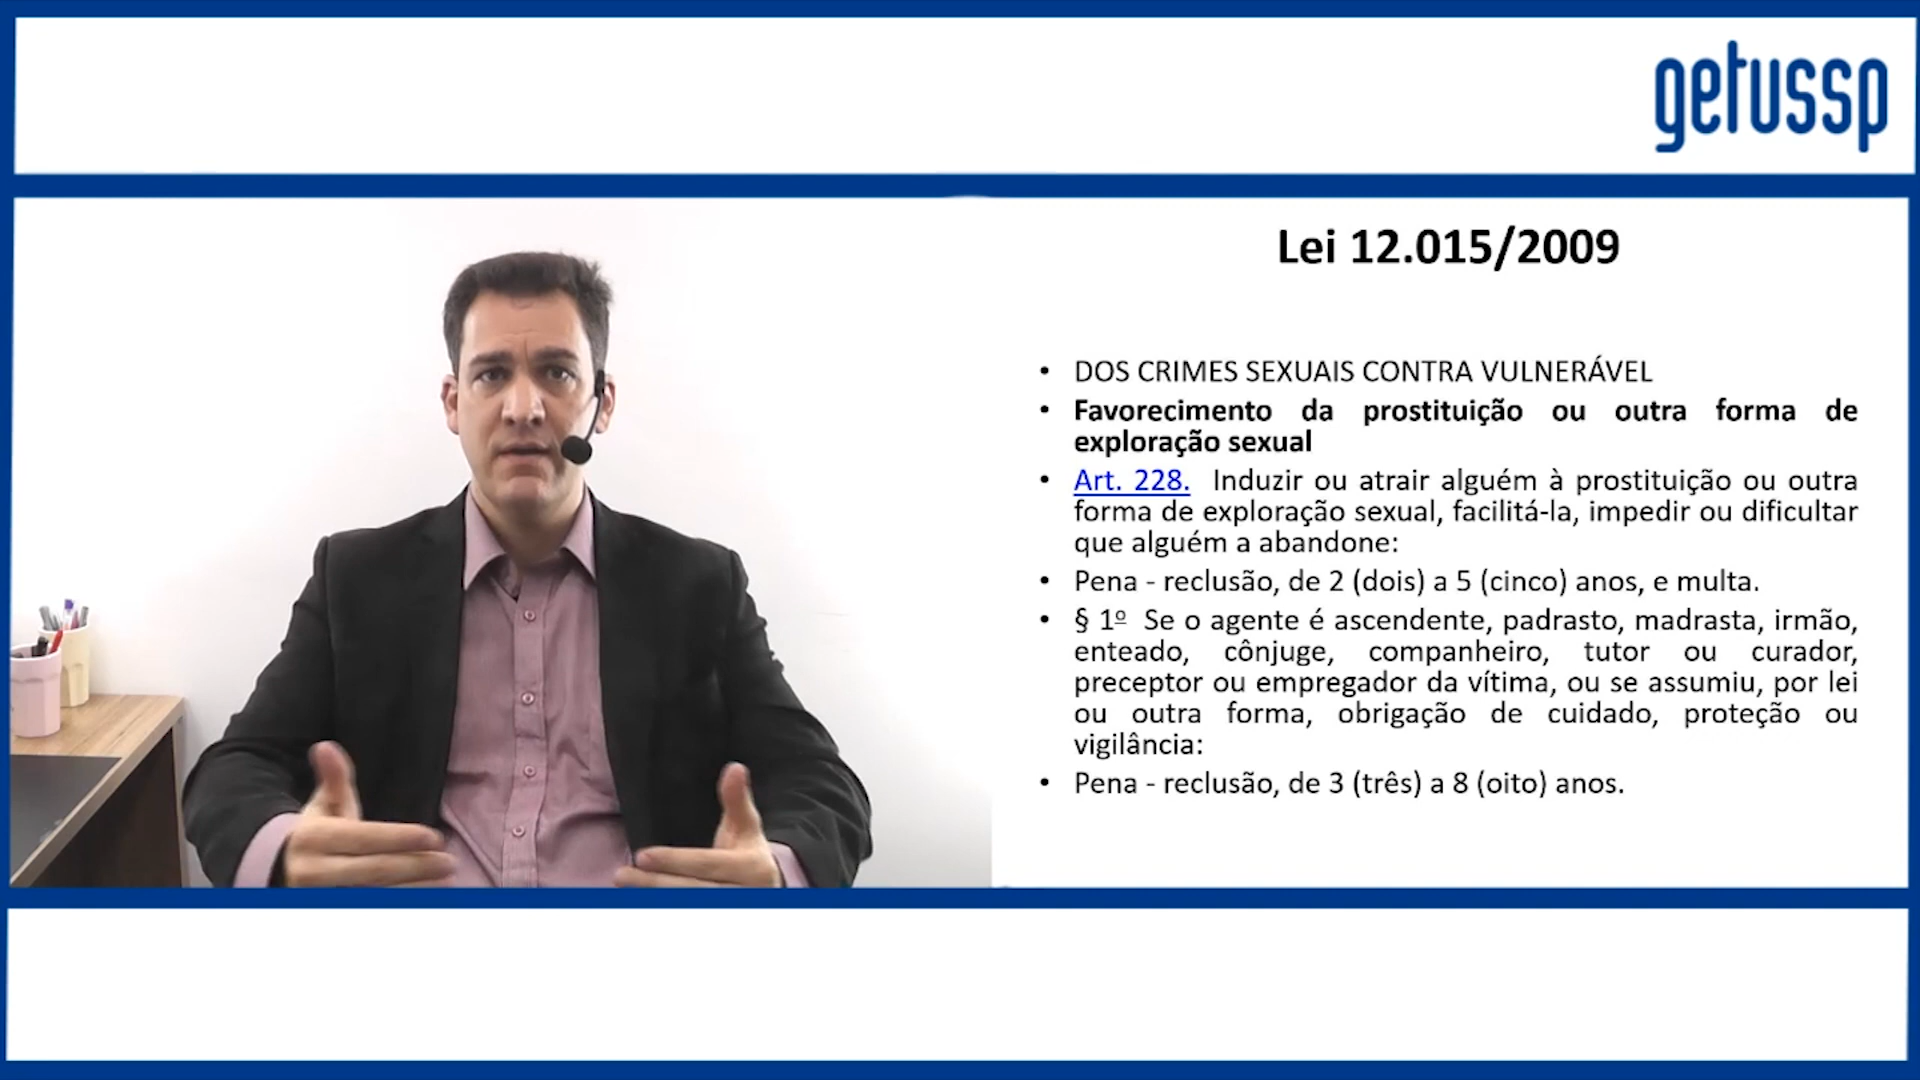 getussp
Lei 12.015/2009
• DOS CRIMES SEXUAIS CONTRA VULNERÁVEL
• Favorecimento da prostituição ou outra forma de
exploração sexual
• Art. 228. Induzir ou atrair alguém à prostituição ou outra
forma de exploração sexual, facilitá-la, impedir ou dificultar
que alguém a abandone:
• Pena - reclusão, de 2 (dois) a 5 (cinco) anos, e multa.
• § 1º Se o agente é ascendente, padrasto, madrasta, irmão,
enteado, cônjuge, companheiro, tutor ou curador,
preceptor ou empregador da vítima, ou se assumiu, por lei
ou outra forma, obrigação de cuidado, proteção ou
vigilância:
• Pena - reclusão, de 3 (três) a 8 (oito) anos.